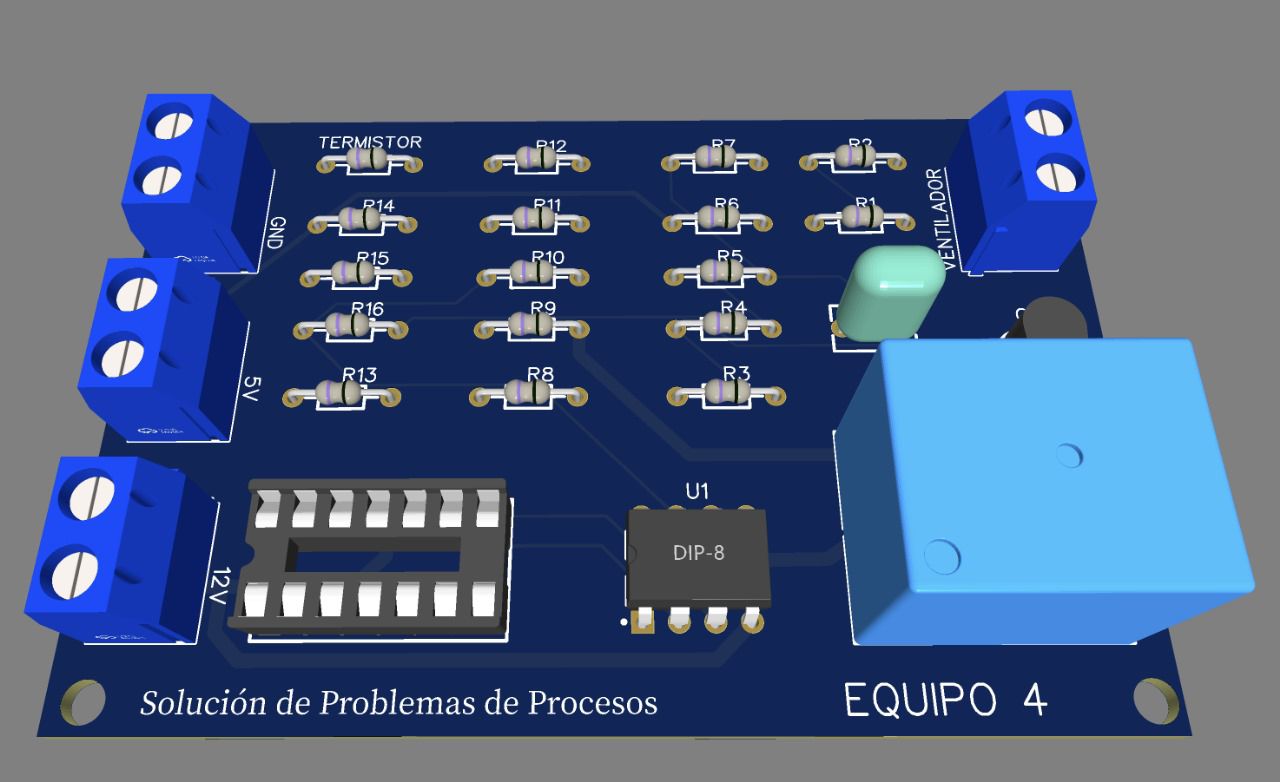 TERMISTOR
R12
R7
R2
R14
R11
R6
R1
GND
VENTILADOR
R15
R10
R5
R16
R9
R4
5V
R13
R8
R3
U1
DIP-8
12V
Solución de Problemas de Procesos
EQUIPO 4